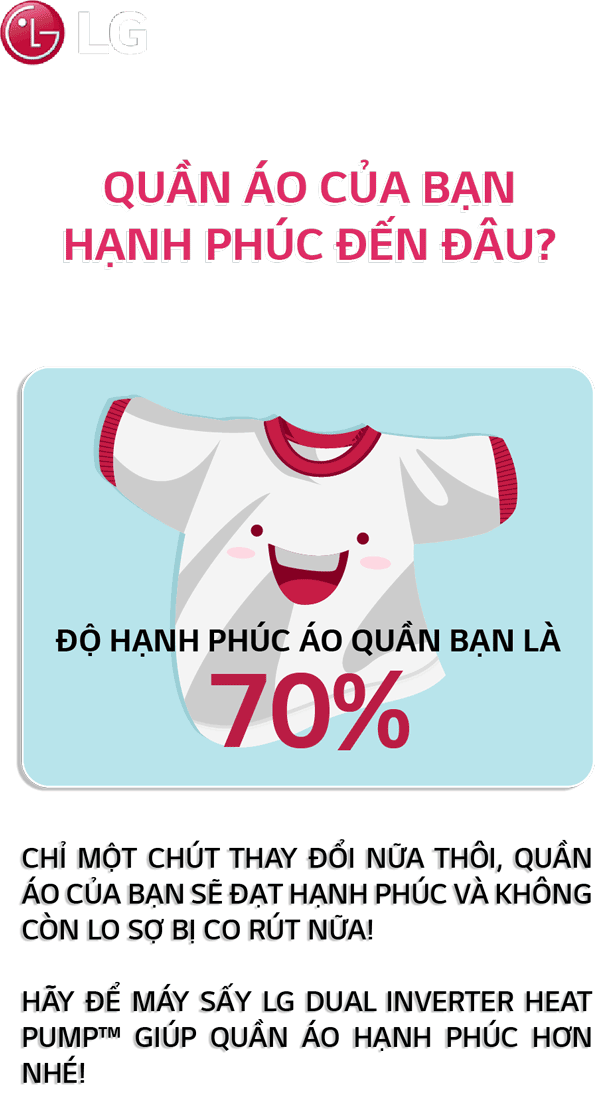 LG
QUẦN ÁO CỦA BẠN
HẠNH PHÚC ĐẾN ĐÂU?
ĐỘ HẠNH PHÚC ÁO QUẦN BẠN LÀ
70%
CHỈ MỘT CHÚT THAY ĐỔI NỮA THÔI, QUẦN
ÁO CỦA BẠN SẼ ĐẠT HẠNH PHÚC VÀ KHÔNG
CÒN LO SỢ BỊ CO RÚT NỮA!
HÃY ĐỂ MÁY SẤY LG DUAL INVERTER HEAT
PUMP™ GIÚP QUẦN ÁO HẠNH PHÚC HƠN
NHÉ!